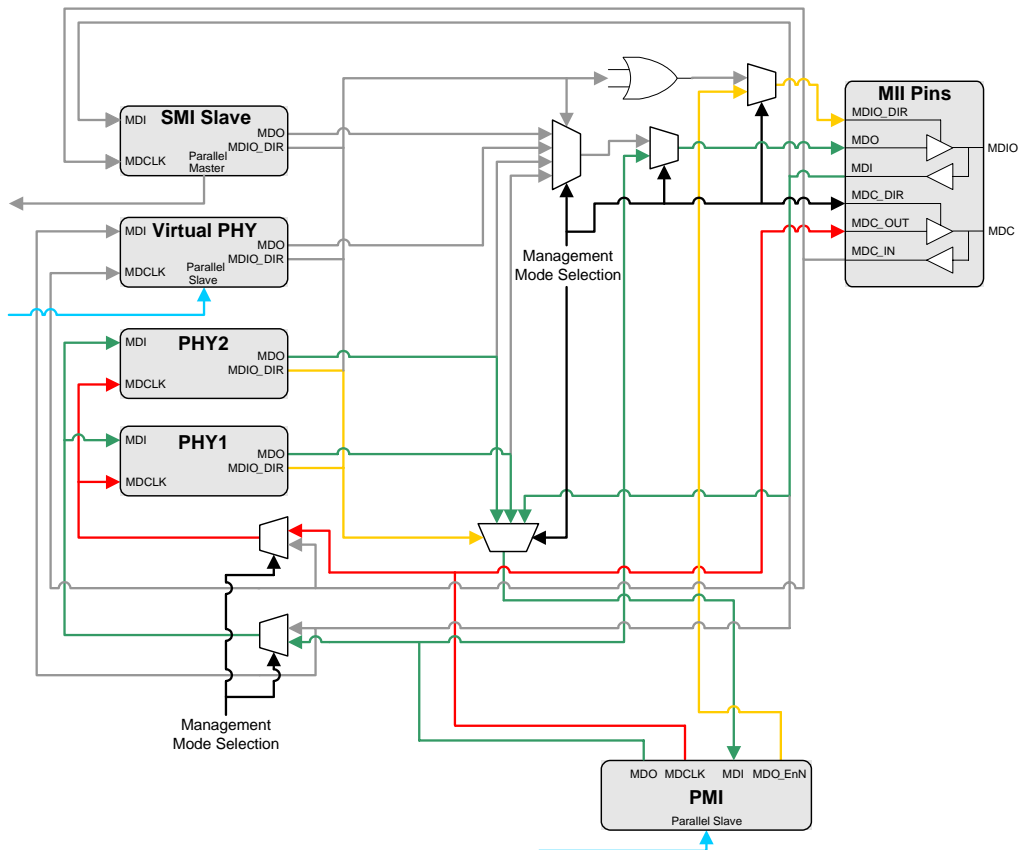 SMI Slave
MDI
MDO
MDIO_DIR
MDCLK
Parallel
Master
Virtual PHY
MDI
MDO
MDIO_DIR
MDCLK
Parallel
Slave
PHY2
MDI
MDO
MDIO_DIR
MDCLK
PHY1
MDI
MDO
MDIO_DIR
MDCLK
Management
Mode Selection
MII Pins
MDIO_DIR
MDO
MDIO
MDI
MDC_DIR
MDC_OUT
MDC
MDC_IN
Management
Mode Selection
MDO
MDCLK
MDI
MDO_EnN
PMI
Parallel Slave